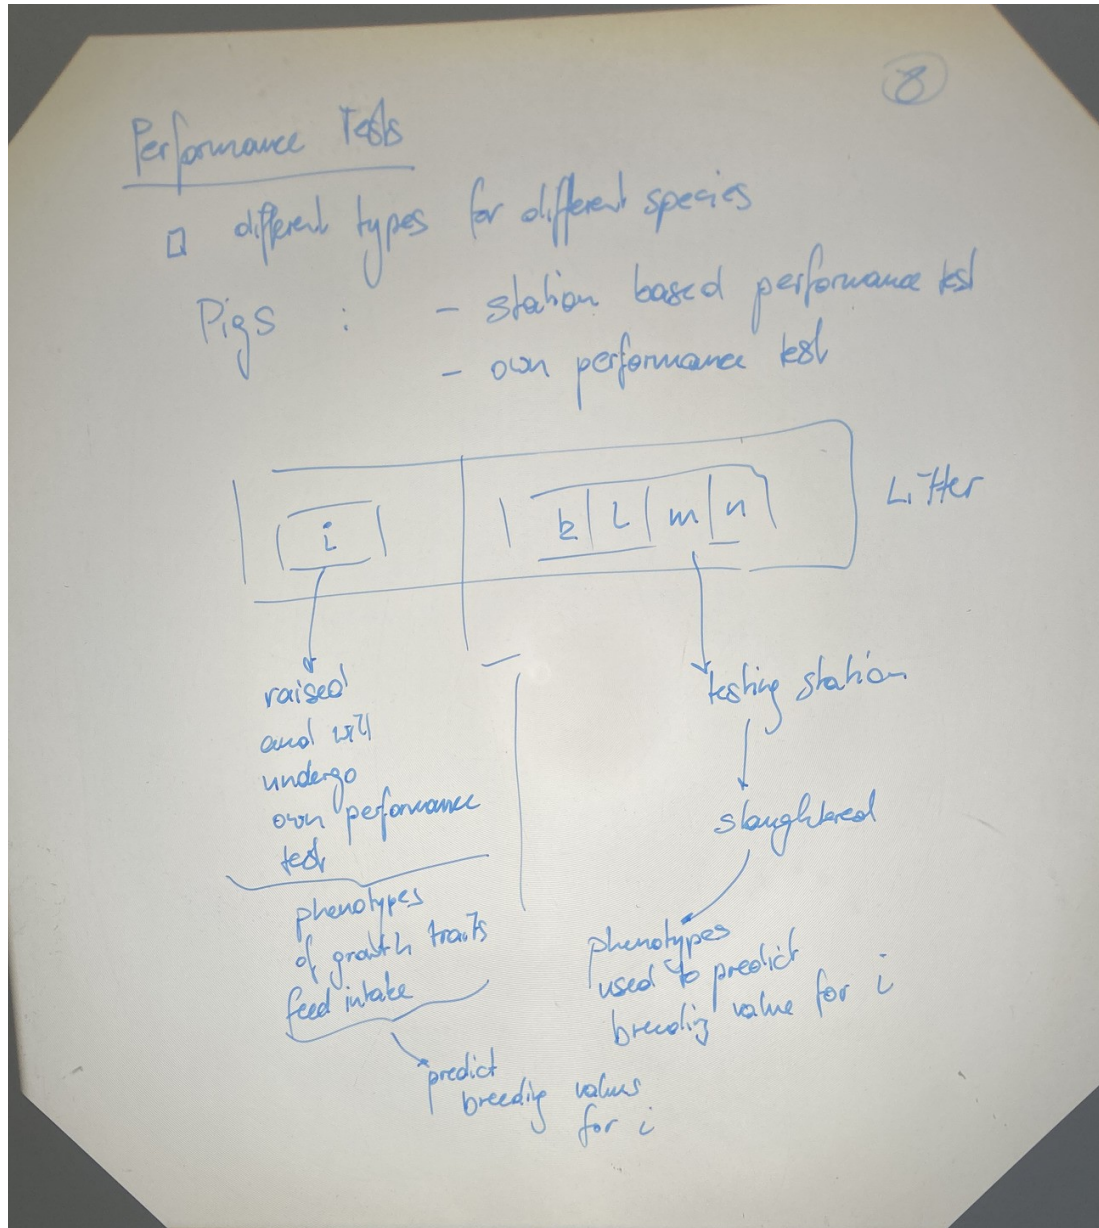 8
Performance Tests
different types for different species
Pigs : - station based performance test
- own performance test
i k l m n Litter
raised
and will
undergo
own performance
test
phenotypes
of growth traits
feed intake
predict
breeding values
for i
testing station
slaughtered
phenotypes
used to predict
breeding value for i